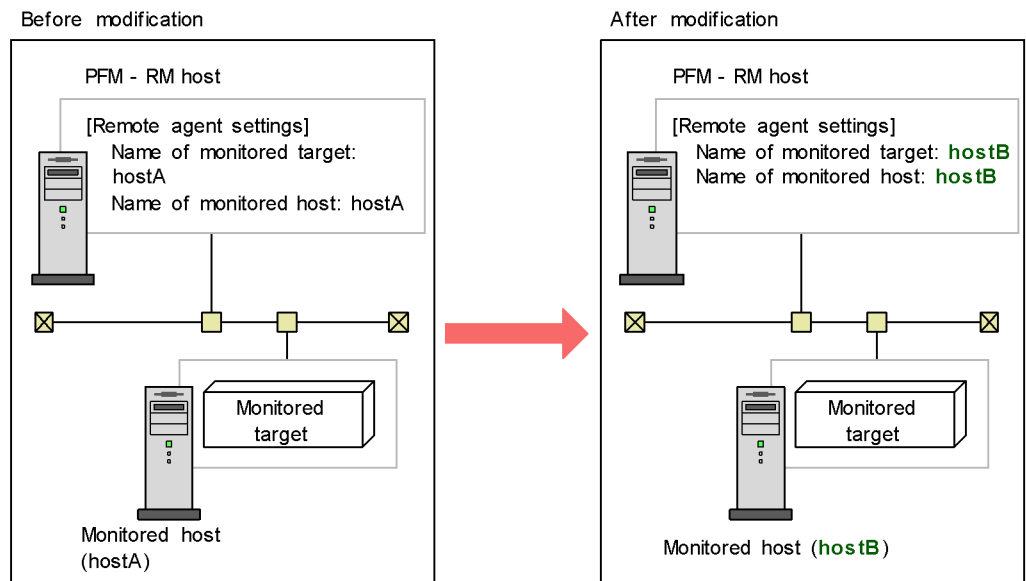 Before modification
PFM - RM host
[Remote agent settings]
Name of monitored target:
hostA
Name of monitored host: hostA
Monitored
target
Monitored host
(hostA)
After modification
PFM - RM host
[Remote agent settings]
Name of monitored target: hostB
Name of monitored host: hostB
Monitored
target
Monitored host (hostB)